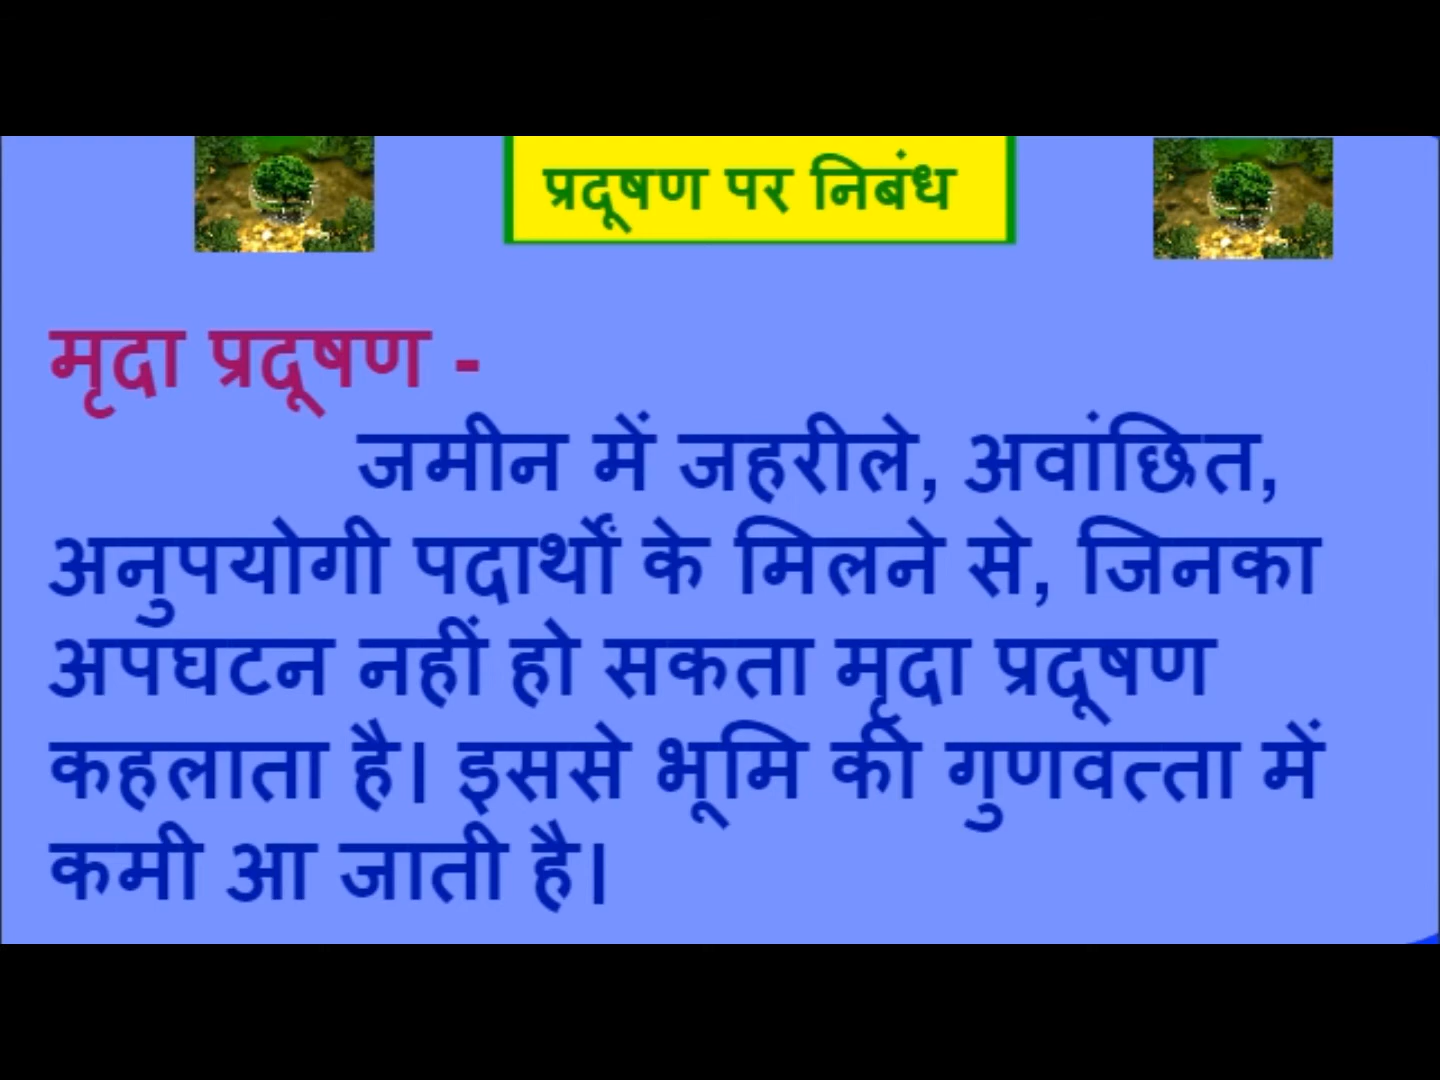 प्रदूषण पर निबंध
मृदा प्रदूषण -
जमीन में जहरीले, अवांछित,
अनुपयोगी पदार्थों के मिलने से, जिनका
अपघटन नहीं हो सकता मृदा प्रदूषण
कहलाता है। इससे भूमि की गुणवत्ता में
कमी आ जाती है।